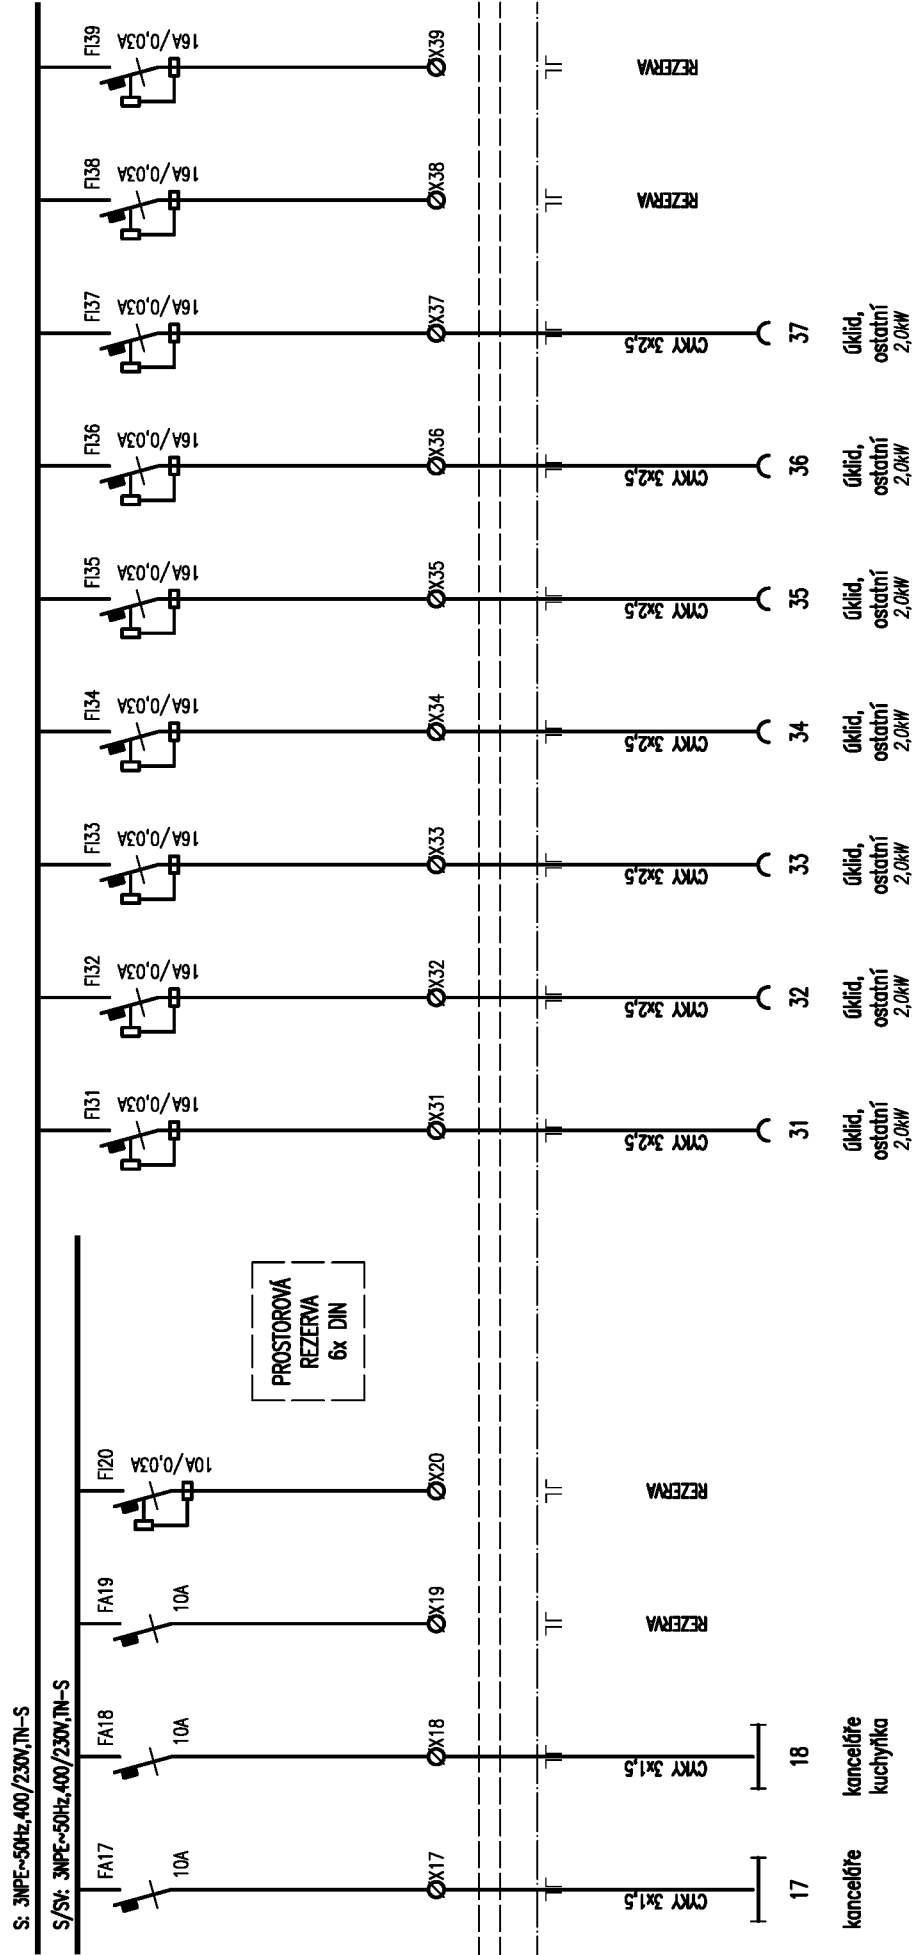 S: 3NPE~50Hz,400/230V,TN-S
S/SV: 3NPE~50Hz,400/230V,TN-S
FA17
10A
X17
CYKY 3x1,5
17
kanceláře
FA18
10A
X18
CYKY 3x1,5
18
kanceláře
kuchyňka
FA19
10A
X19
REZERVA
FI20
10A/0,03A
X20
REZERVA
PROSTOROVÁ
REZERVA
6x DIN
FI31
16A/0,03A
X31
CYKY 3x2,5
31
úklid,
ostatní
2,0kW
FI32
16A/0,03A
X32
CYKY 3x2,5
32
úklid,
ostatní
2,0kW
FI33
16A/0,03A
X33
CYKY 3x2,5
33
úklid,
ostatní
2,0kW
FI34
16A/0,03A
X34
CYKY 3x2,5
34
úklid,
ostatní
2,0kW
FI35
16A/0,03A
X35
CYKY 3x2,5
35
úklid,
ostatní
2,0kW
FI36
16A/0,03A
X36
CYKY 3x2,5
36
úklid,
ostatní
2,0kW
FI37
16A/0,03A
X37
CYKY 3x2,5
37
úklid,
ostatní
2,0kW
FI38
16A/0,03A
X38
REZERVA
FI39
16A/0,03A
X39
REZERVA